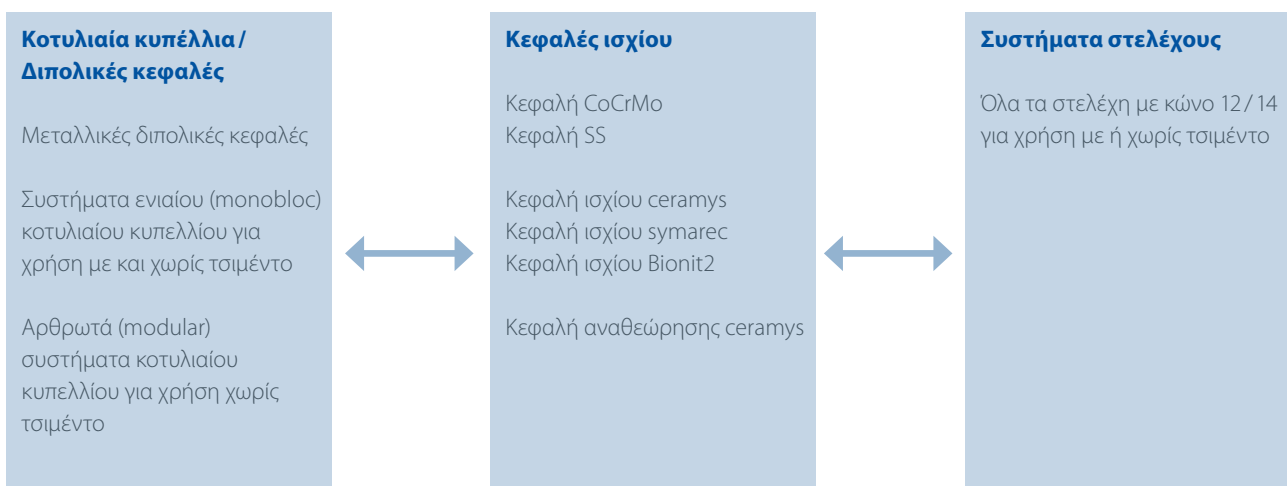 Κοτυλιαία κυπέλλια /
Διπολικές κεφαλές
Μεταλλικές διπολικές κεφαλές
Συστήματα ενιαίου (monobloc)
κοτυλιαίου κυπελλίου για
χρήση με και χωρίς τσιμέντο
Αρθρωτά (modular)
συστήματα κοτυλιαίου
κυπελλίου για χρήση χωρίς
τσιμέντο
Κεφαλές ισχίου
Κεφαλή CoCrMo
Κεφαλή SS
Κεφαλή ισχίου ceramys
Κεφαλή ισχίου symarec
Κεφαλή ισχίου Bionit2
Κεφαλή αναθεώρησης ceramys
Συστήματα στελέχους
Όλα τα στελέχη με κώνο 12 / 14
για χρήση με ή χωρίς τσιμέντο